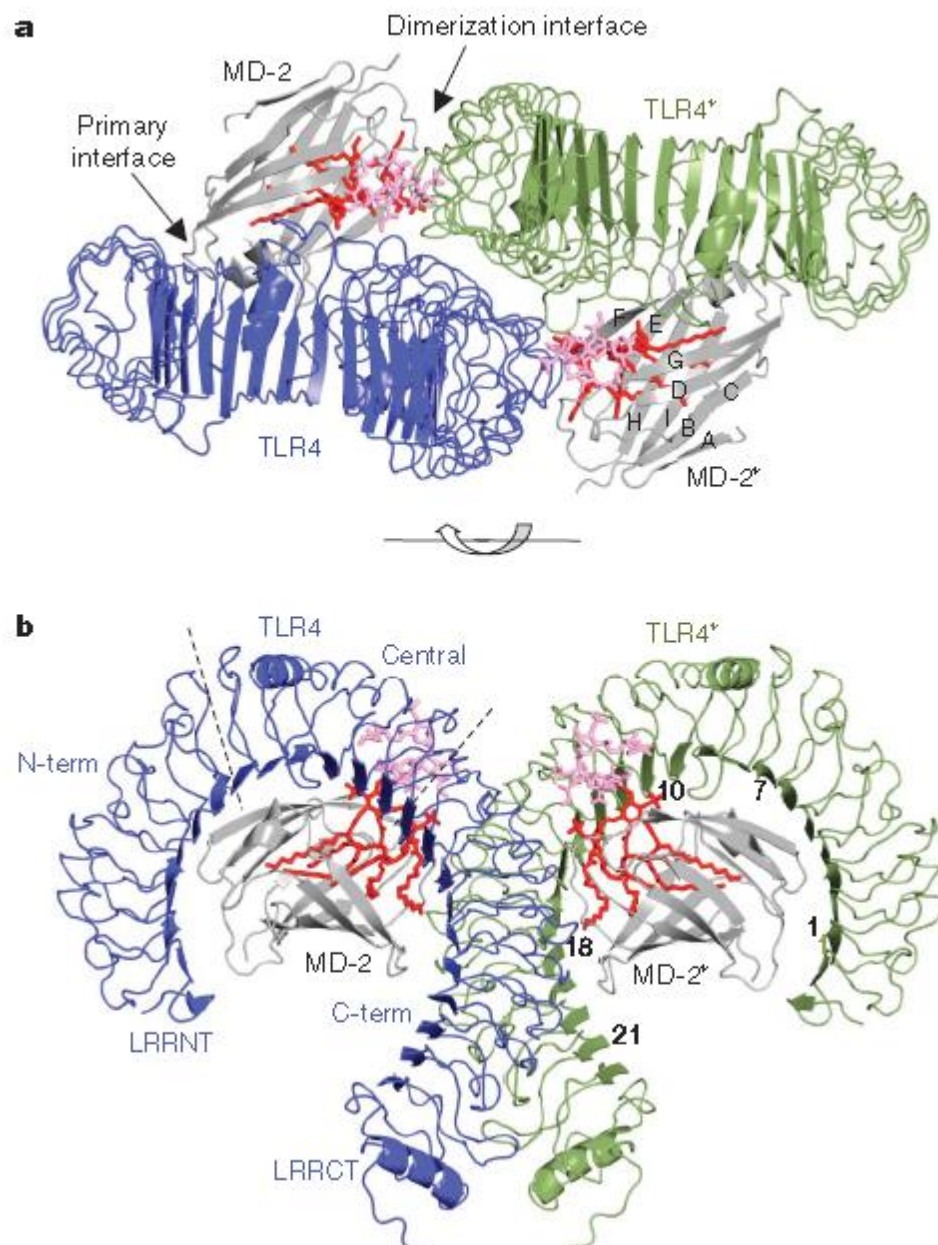 a
Dimerization interface
MD-2
TLR4*
Primary
interface
F
E
G
D
C
H
I
B
A
TLR4
MD-2*
b
TLR4
TLR4*
Central
N-term
10
7
1
18
MD-2
MD-2*
C-term
21
LRRNT
LRRCT